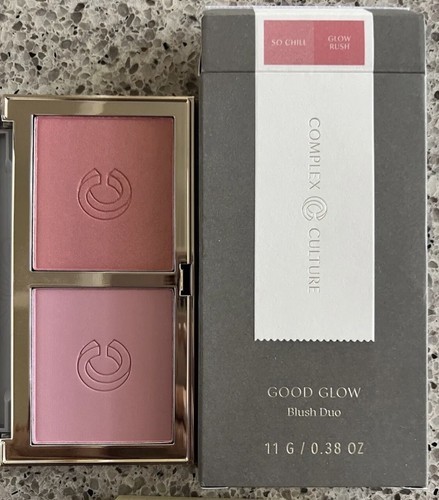 SO CHILL
GLOW
RUSH
COMPLEX CULTURE
GOOD GLOW
Blush Duo
11 G / 0.38 OZ